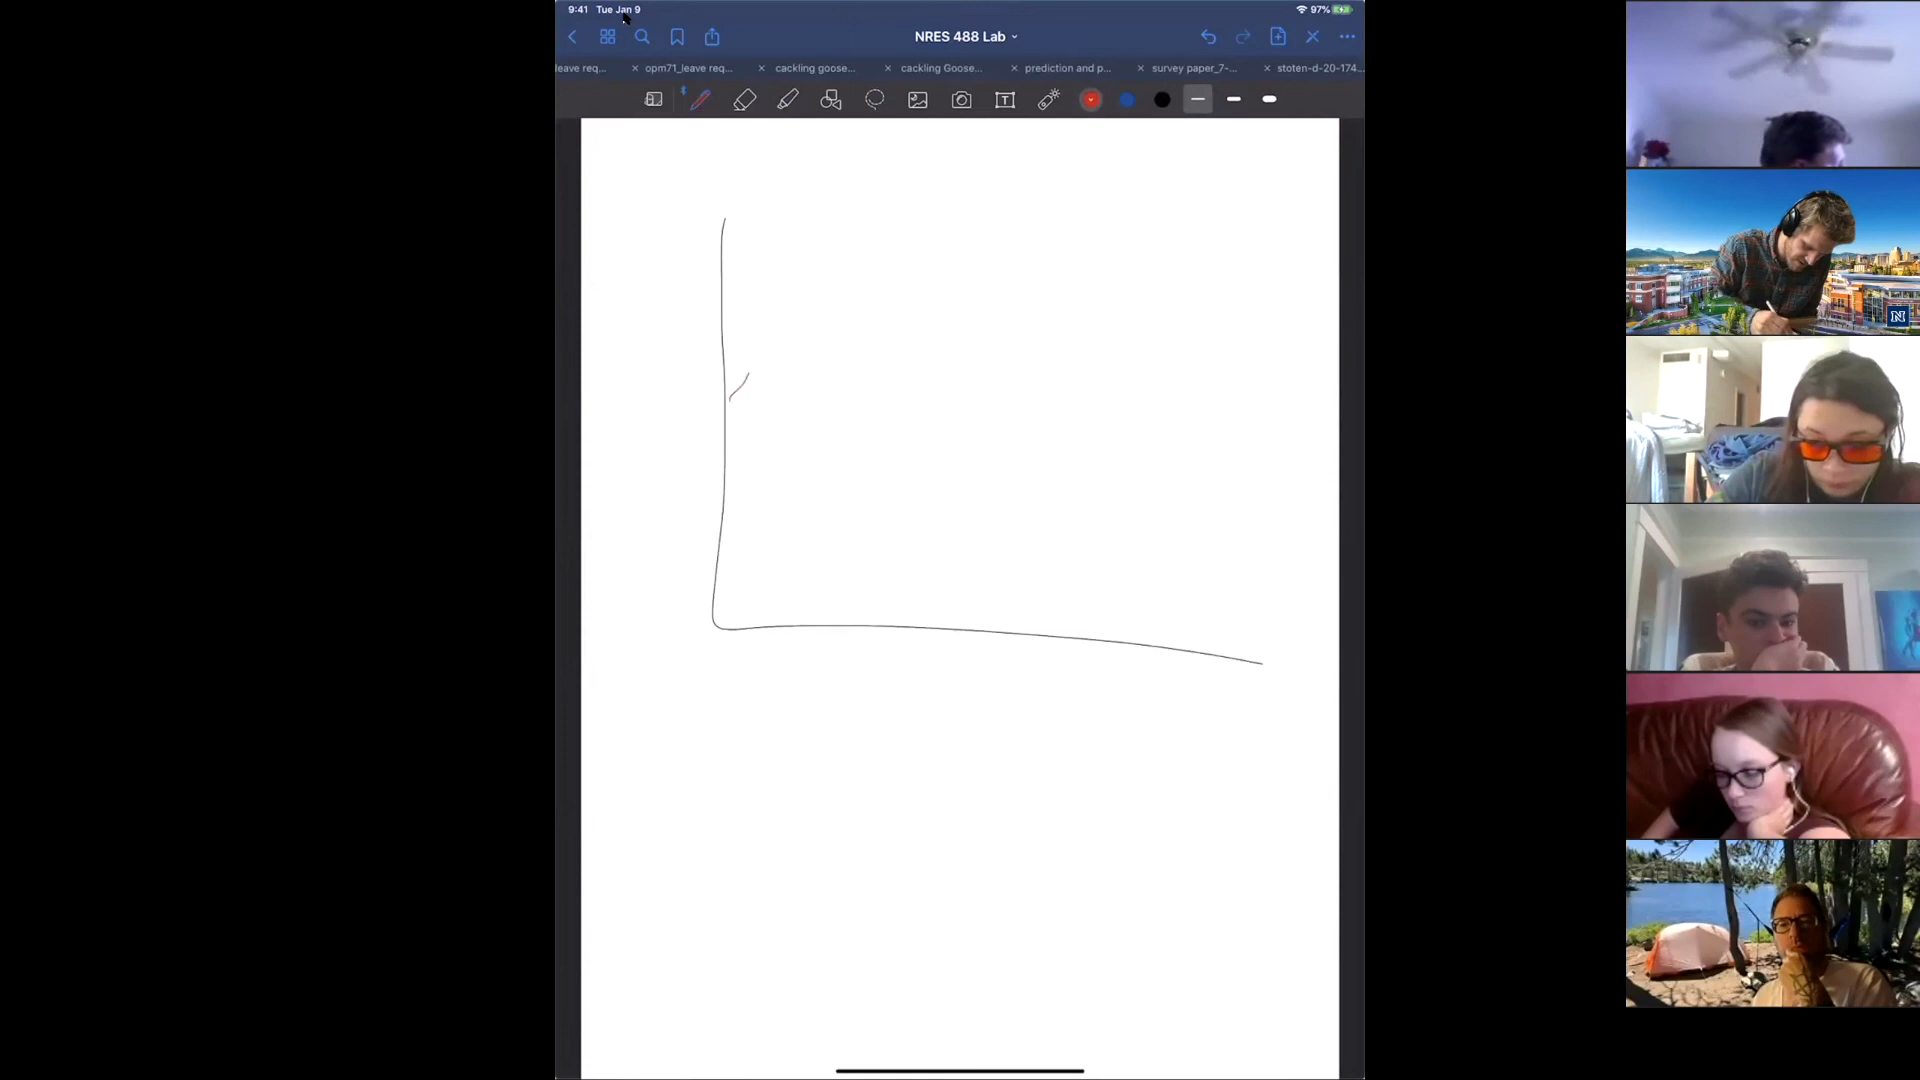 9:41 Tue Jan 9 97%
NRES 488 Lab
leave req... opm71_leave req... cackling goose... cackling Goose... prediction and p... survey paper_7-... stoten-d-20-174...
T
N